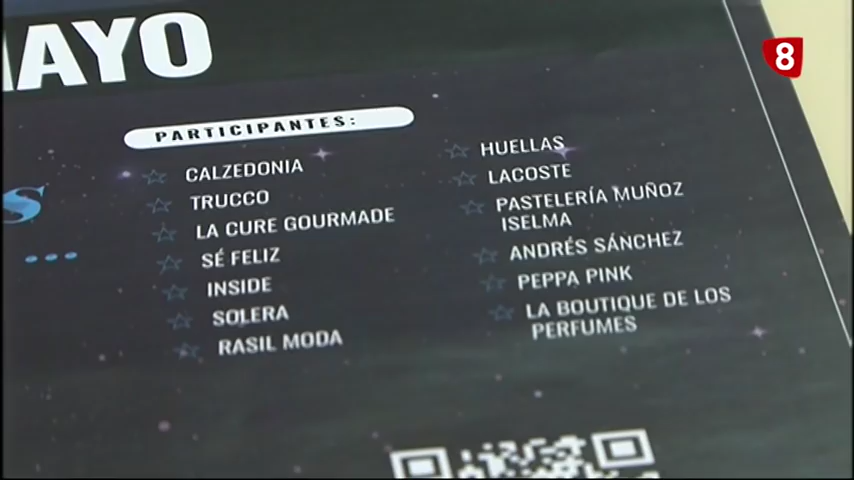 MAYO
8
PARTICIPANTES:
CALZEDONIA
TRUCCO
LA CURE GOURMADE
SÉ FELIZ
INSIDE
SOLERA
RASIL MODA
HUELLAS
LACOSTE
PASTELERÍA MUÑOZ
ISELMA
ANDRÉS SÁNCHEZ
PEPPA PINK
LA BOUTIQUE DE LOS
PERFUMES
S
...